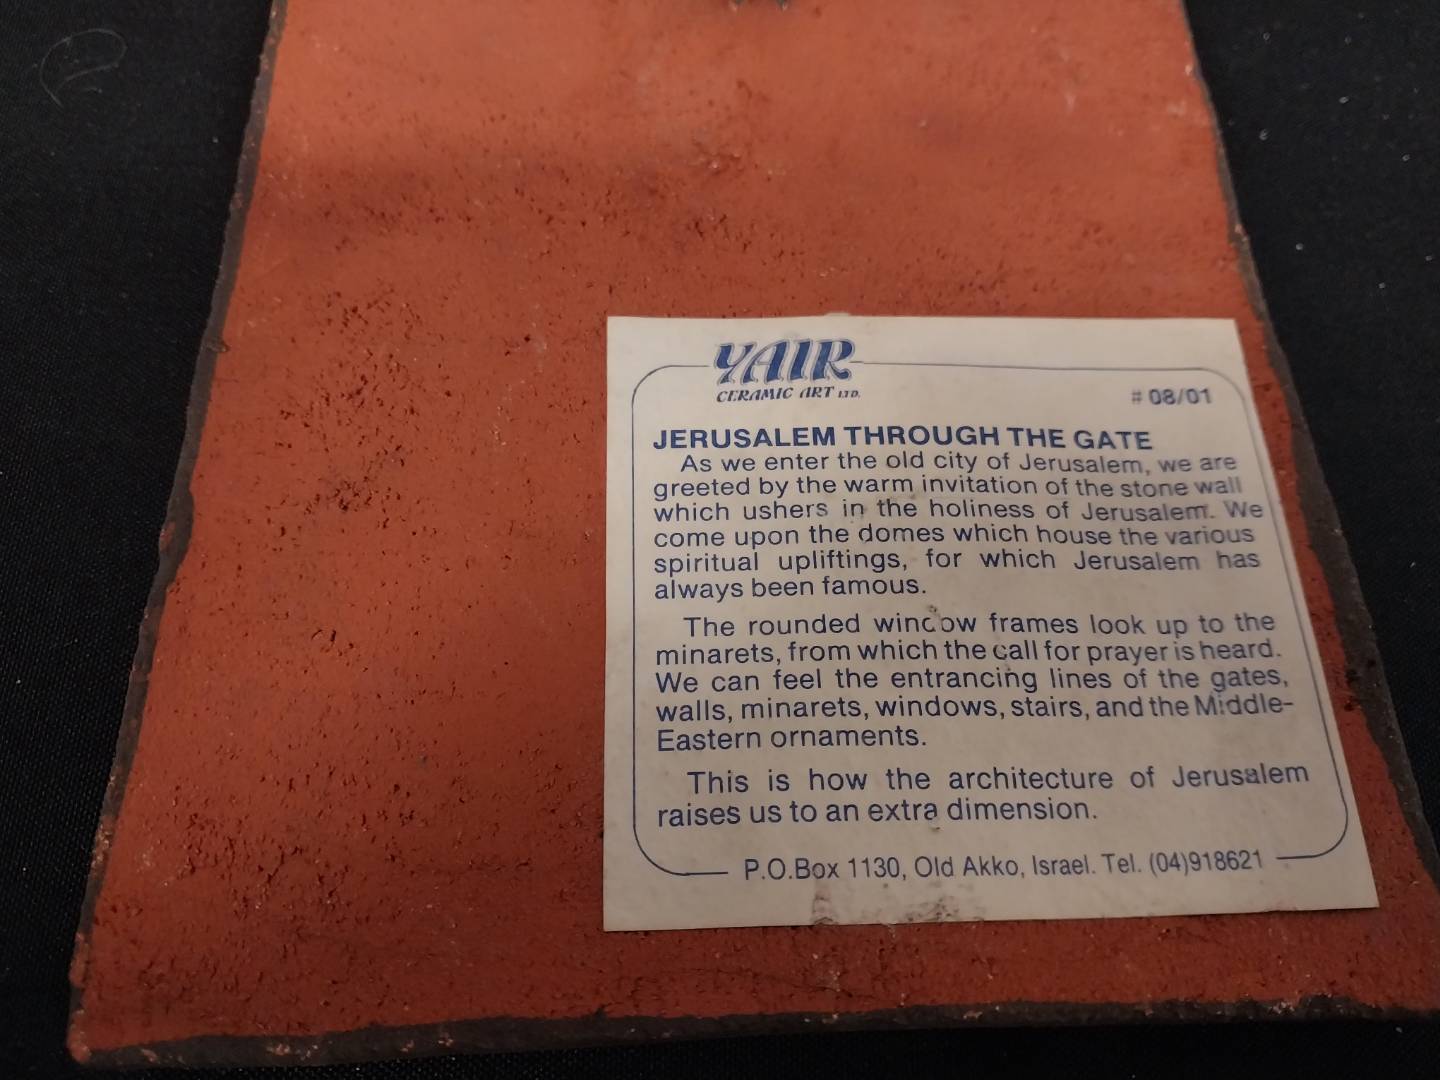 YAIR
CERAMIC ART LTD.
# 08/01
JERUSALEM THROUGH THE GATE
As we enter the old city of Jerusalem, we are
greeted by the warm invitation of the stone wall
which ushers in the holiness of Jerusalem. We
come upon the domes which house the various
spiritual upliftings, for which Jerusalem has
always been famous.
The rounded window frames look up to the
minarets, from which the call for prayer is heard.
We can feel the entrancing lines of the gates,
walls, minarets, windows, stairs, and the Middle-
Eastern ornaments.
This is how the architecture of Jerusalem
raises us to an extra dimension.
P.O.Box 1130, Old Akko, Israel. Tel. (04)918621